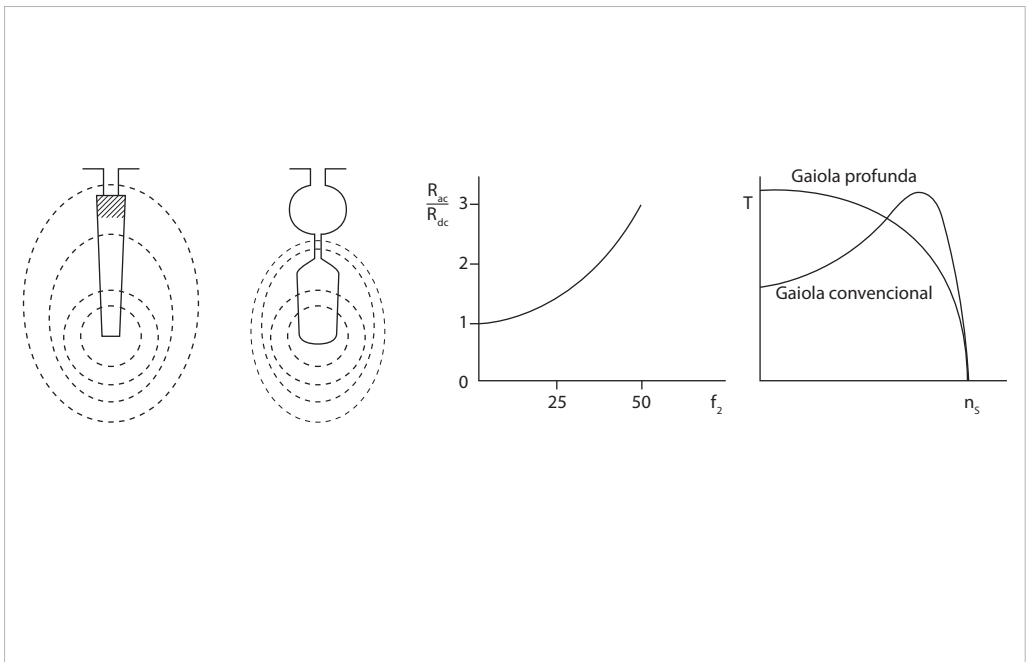 R_ac
R_dc
3
2
1
0
25
50
f_2
Gaiola profunda
T
Gaiola convencional
n_s